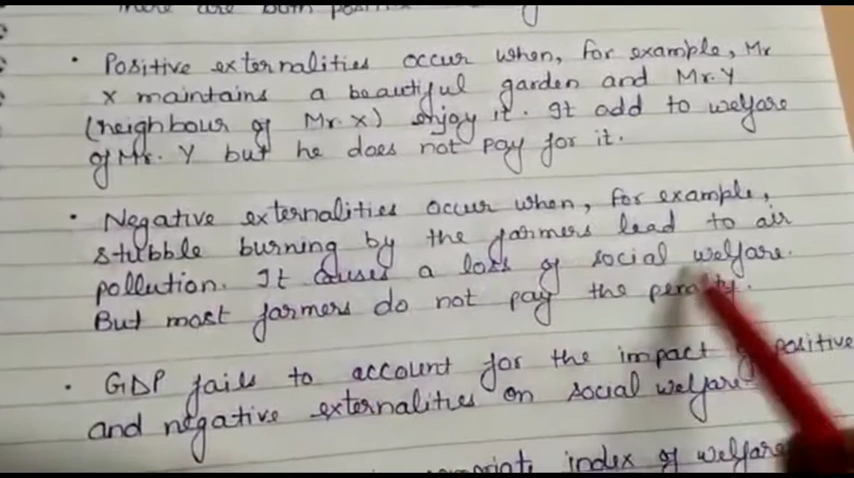 there are both
• Positive externalities occur when, for example, Mr
X maintains a beautiful garden and Mr. Y
(neighbour of Mr. X) enjoy it. It add to welfare
of Mr. Y but he does not pay for it.
• Negative externalities occur when, for example,
stubble burning by the farmers lead to air
pollution. It causes a loss of social welfare.
But most farmers do not pay the penalty.
• GDP fails to account for the impact of positive
and negative externalities on social welfare
index of welfare